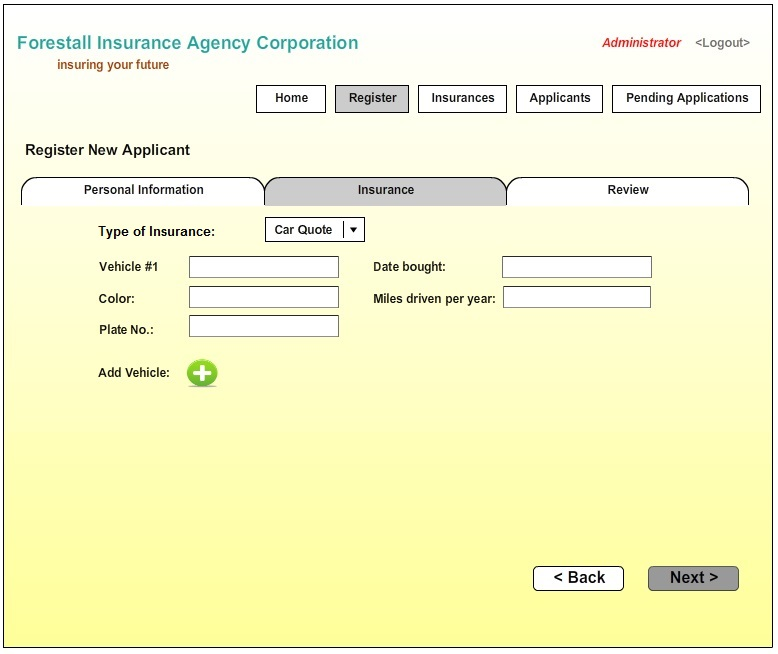 Forestall Insurance Agency Corporation
Administrator <Logout>
insuring your future
Home Register Insurances Applicants Pending Applications
Register New Applicant
Personal Information Insurance Review
Type of Insurance: Car Quote
Vehicle #1 Date bought:
Color: Miles driven per year:
Plate No.:
Add Vehicle:
< Back Next >